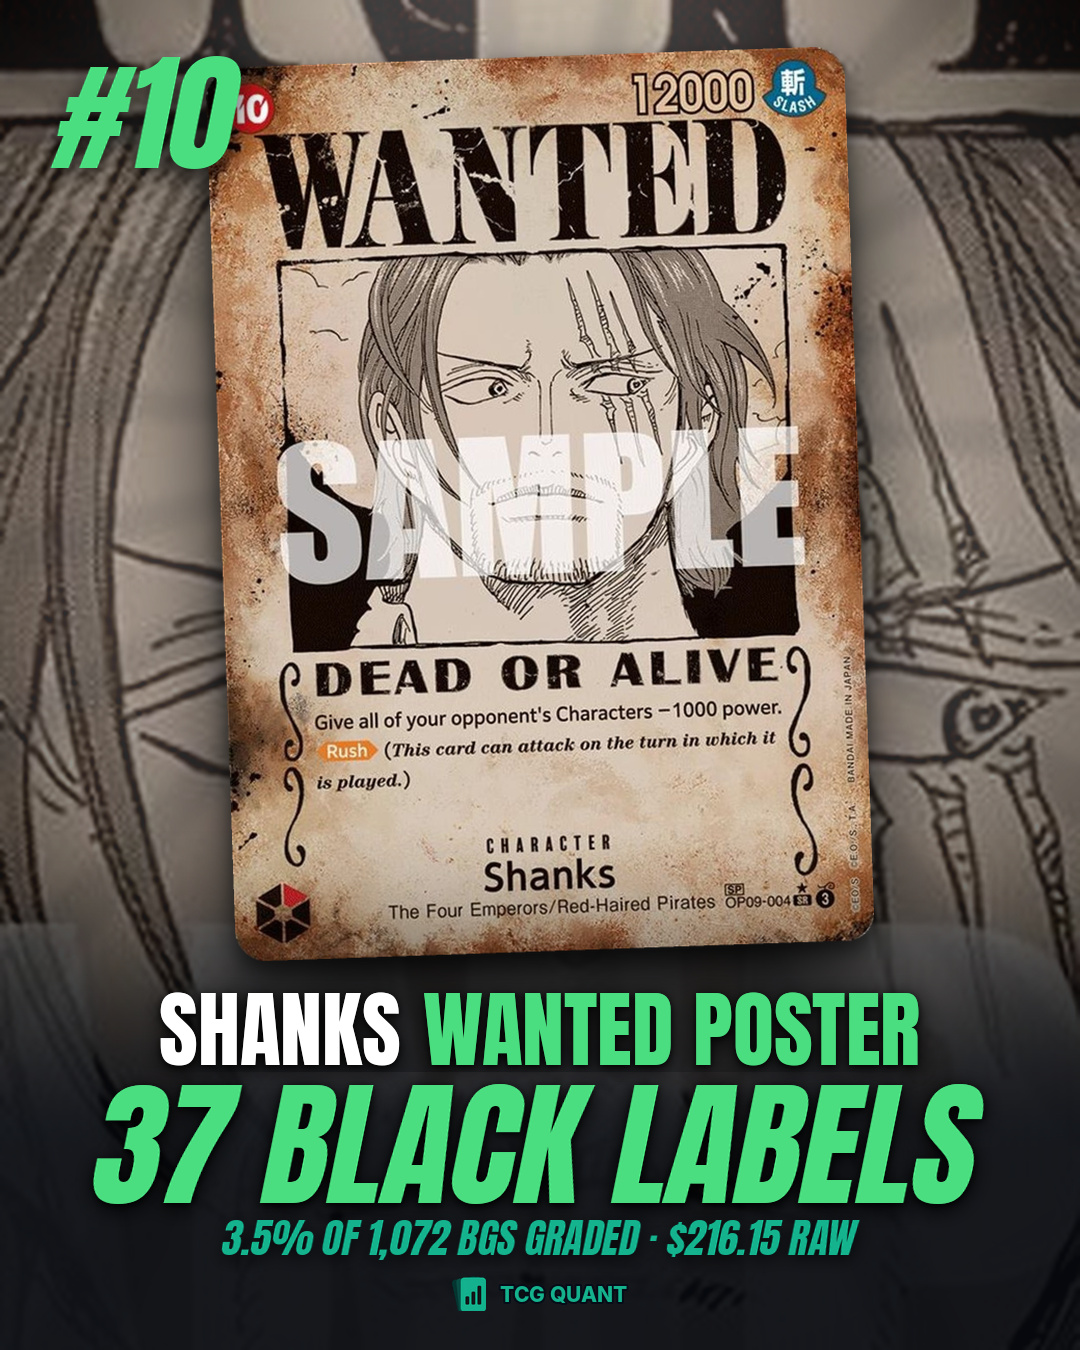 #10
10
12000
斬
SLASH
WANTED
SAMPLE
DEAD OR ALIVE
Give all of your opponent's Characters −1000 power.
Rush (This card can attack on the turn in which it
is played.)
CHARACTER
Shanks
The Four Emperors/Red-Haired Pirates
SP
OP09-004 SR 3
©E.O./S. ©E.O./S.,T.A. BANDAI MADE IN JAPAN
SHANKS WANTED POSTER
37 BLACK LABELS
3.5% OF 1,072 BGS GRADED · $216.15 RAW
TCG QUANT